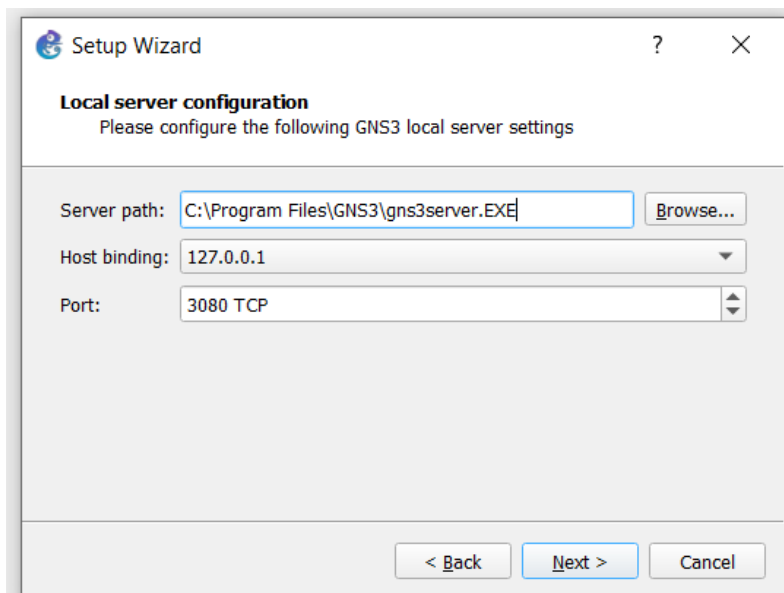 Setup Wizard
?
Local server configuration
Please configure the following GNS3 local server settings
Server path: C:\Program Files\GNS3\gns3server.EXE Browse...
Host binding: 127.0.0.1
Port: 3080 TCP
< Back Next > Cancel